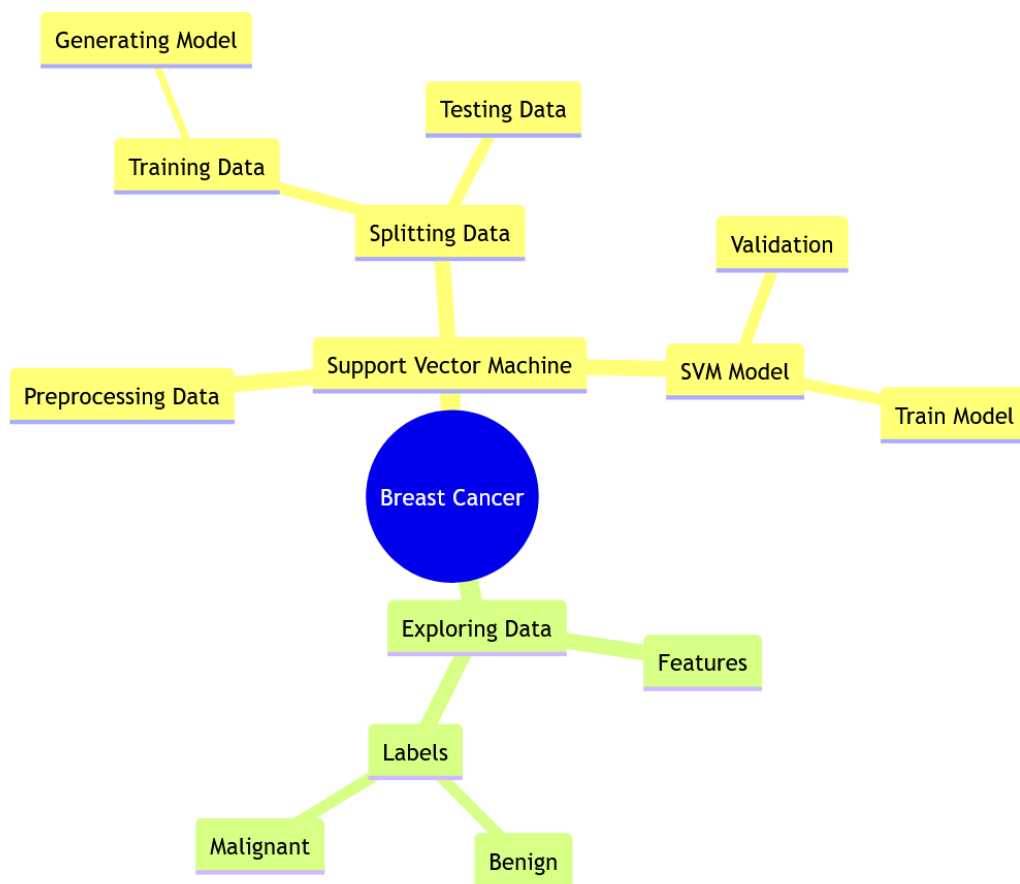 Generating Model
Testing Data
Training Data
Splitting Data
Validation
Support Vector Machine
SVM Model
Preprocessing Data
Train Model
Breast Cancer
Exploring Data
Features
Labels
Malignant
Benign